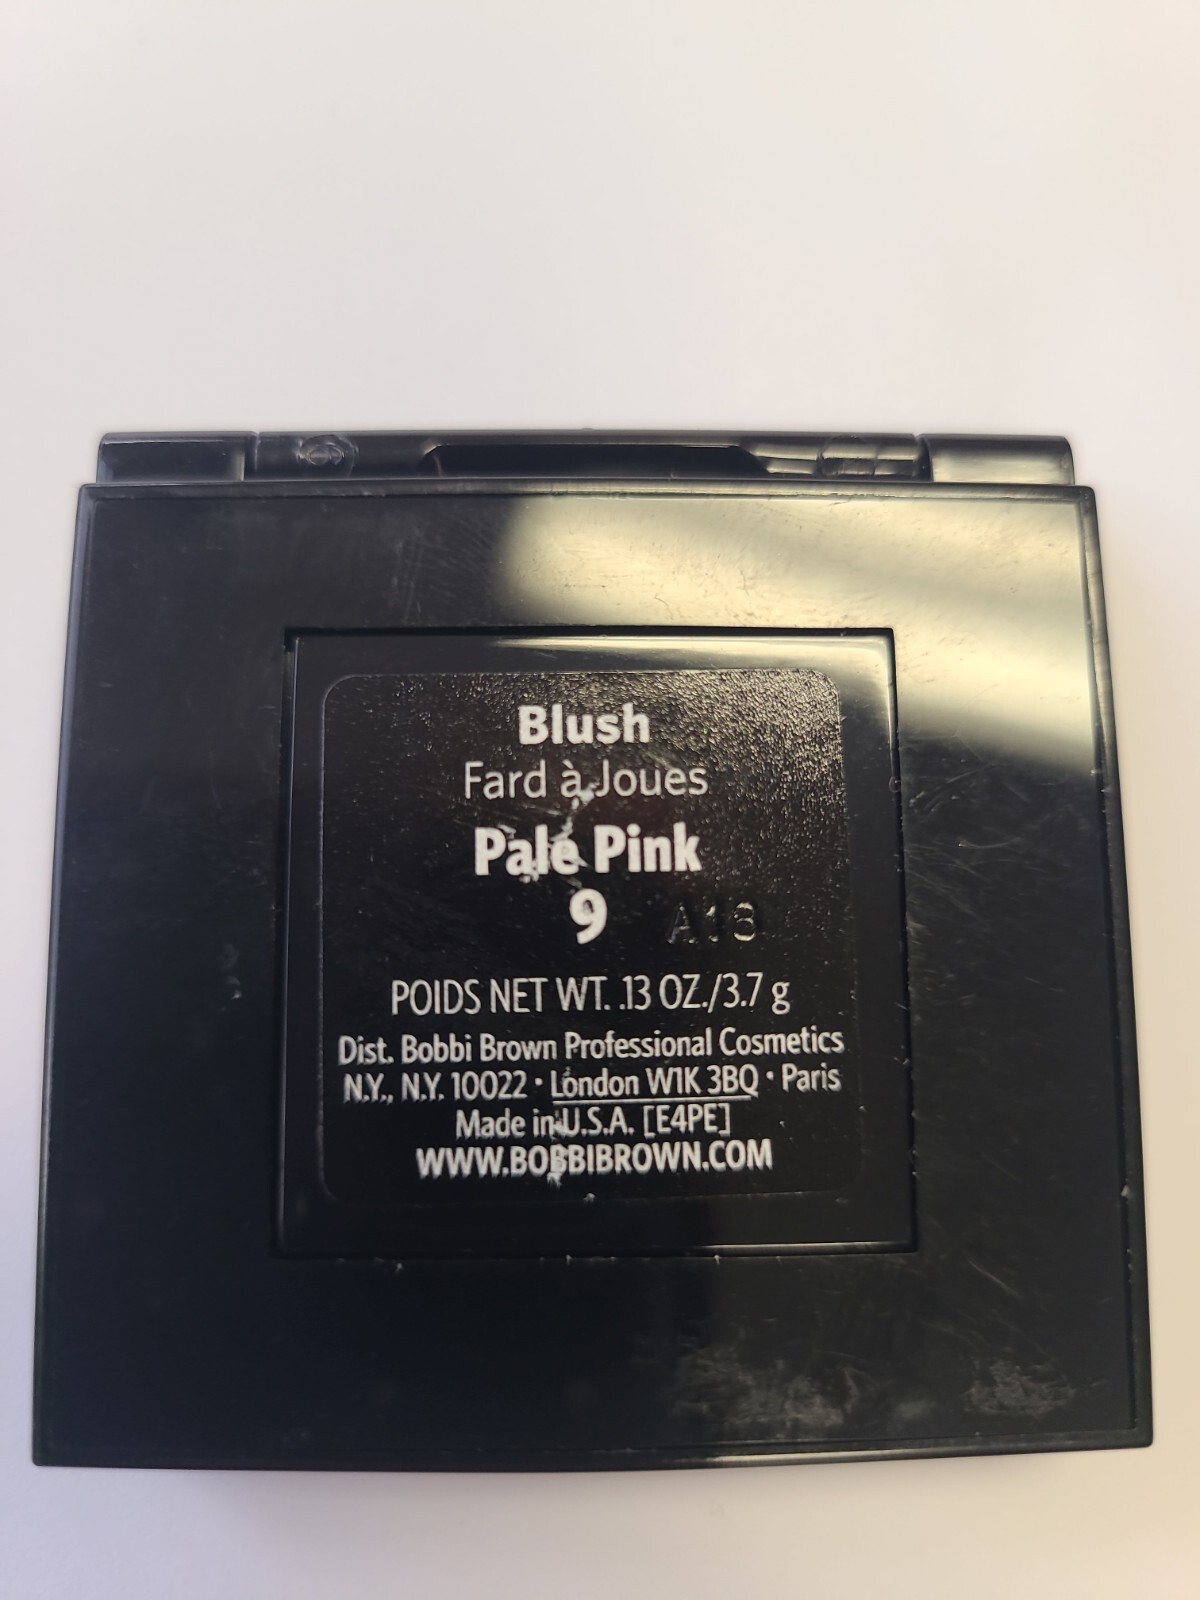 Blush
Fard à Joues
Pale Pink
9 A18
POIDS NET WT. .13 OZ./3.7 g
Dist. Bobbi Brown Professional Cosmetics
N.Y., N.Y. 10022 • London W1K 3BQ • Paris
Made in U.S.A. [E4PE]
WWW.BOBBIBROWN.COM